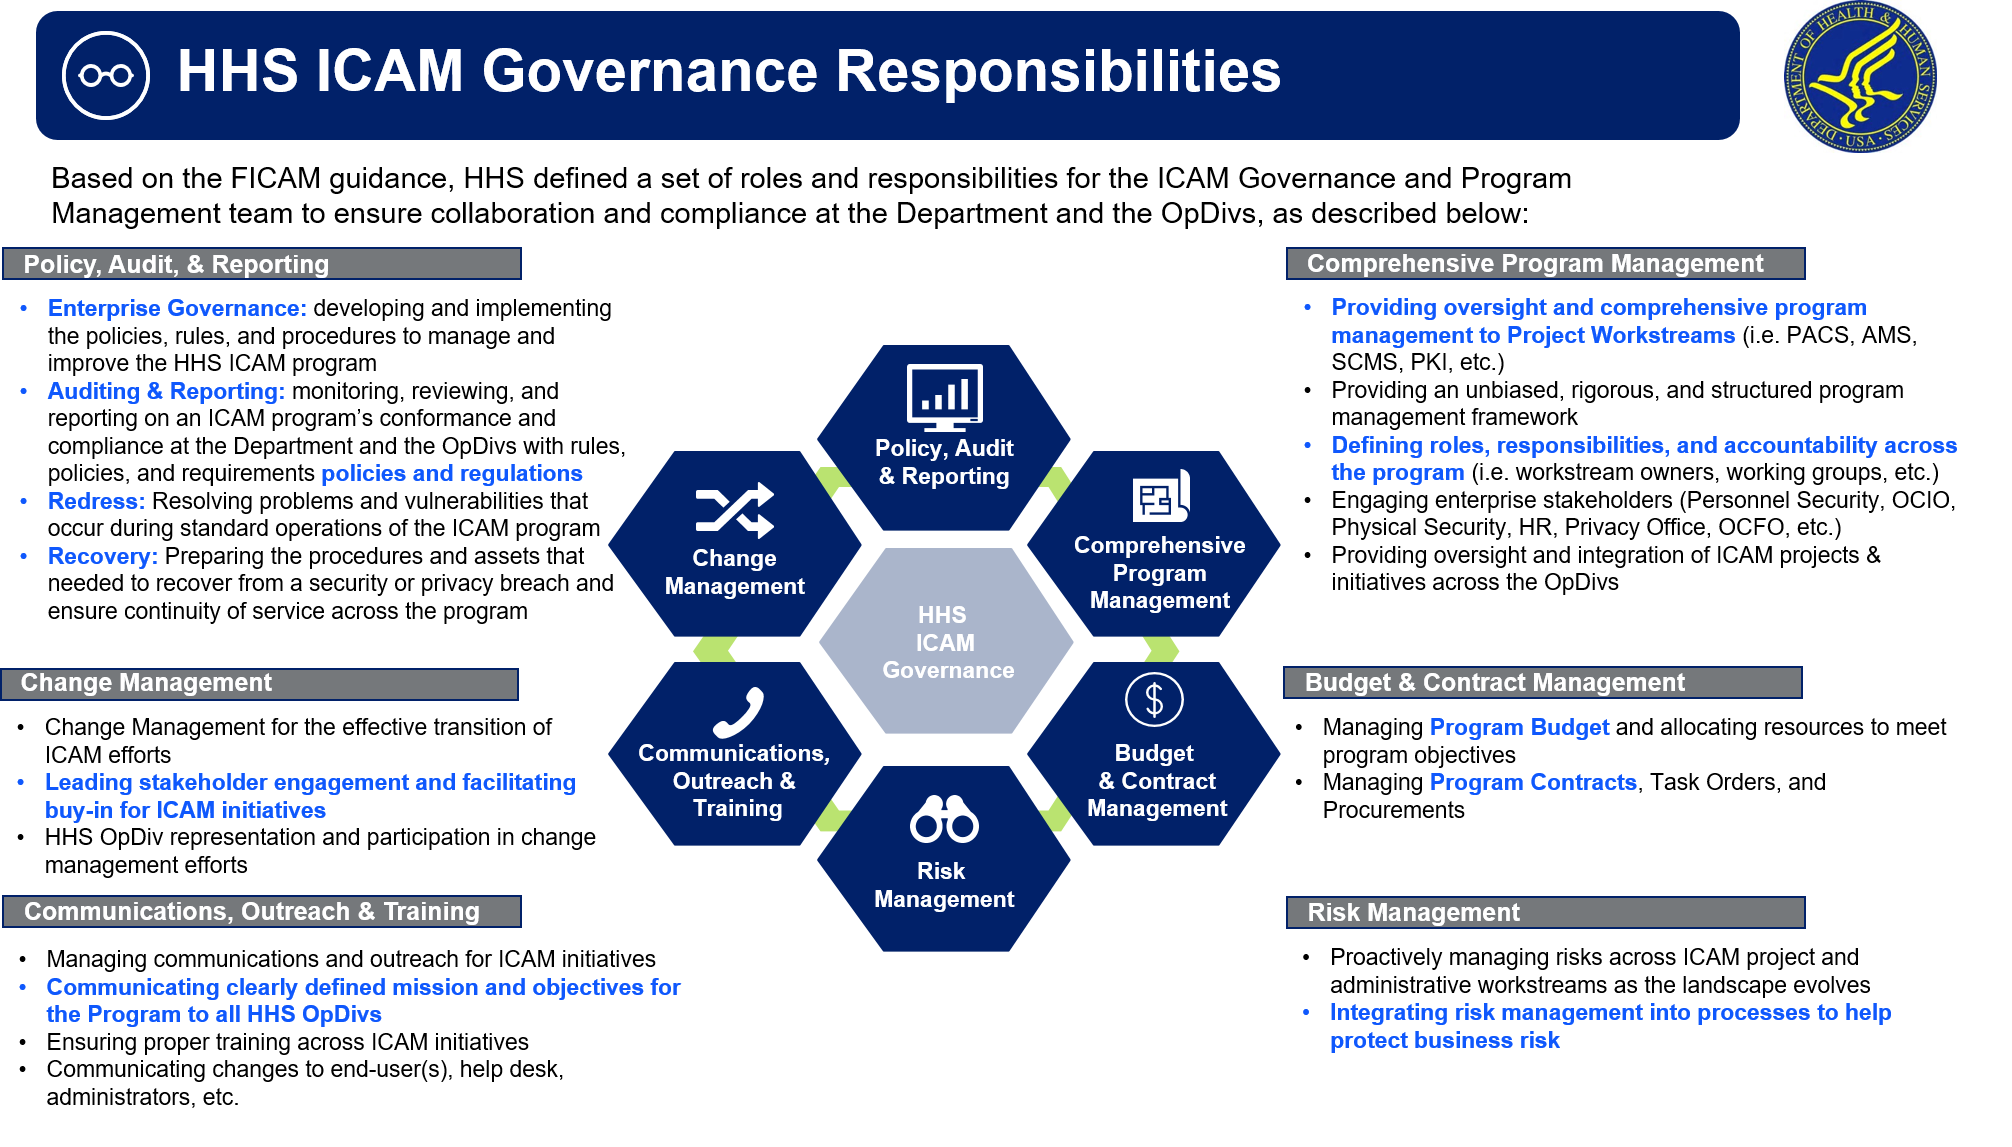 HHS ICAM Governance Responsibilities
DEPARTMENT OF HEALTH & HUMAN SERVICES · USA ·
Based on the FICAM guidance, HHS defined a set of roles and responsibilities for the ICAM Governance and Program
Management team to ensure collaboration and compliance at the Department and the OpDivs, as described below:
Policy, Audit, & Reporting
• Enterprise Governance: developing and implementing
the policies, rules, and procedures to manage and
improve the HHS ICAM program
• Auditing & Reporting: monitoring, reviewing, and
reporting on an ICAM program’s conformance and
compliance at the Department and the OpDivs with rules,
policies, and requirements policies and regulations
• Redress: Resolving problems and vulnerabilities that
occur during standard operations of the ICAM program
• Recovery: Preparing the procedures and assets that
needed to recover from a security or privacy breach and
ensure continuity of service across the program
Change Management
• Change Management for the effective transition of
ICAM efforts
• Leading stakeholder engagement and facilitating
buy-in for ICAM initiatives
• HHS OpDiv representation and participation in change
management efforts
Communications, Outreach & Training
• Managing communications and outreach for ICAM initiatives
• Communicating clearly defined mission and objectives for
the Program to all HHS OpDivs
• Ensuring proper training across ICAM initiatives
• Communicating changes to end-user(s), help desk,
administrators, etc.
Policy, Audit
& Reporting
Change
Management
Comprehensive
Program
Management
HHS
ICAM
Governance
Communications,
Outreach &
Training
$
Budget
& Contract
Management
Risk
Management
Comprehensive Program Management
• Providing oversight and comprehensive program
management to Project Workstreams (i.e. PACS, AMS,
SCMS, PKI, etc.)
• Providing an unbiased, rigorous, and structured program
management framework
• Defining roles, responsibilities, and accountability across
the program (i.e. workstream owners, working groups, etc.)
• Engaging enterprise stakeholders (Personnel Security, OCIO,
Physical Security, HR, Privacy Office, OCFO, etc.)
• Providing oversight and integration of ICAM projects &
initiatives across the OpDivs
Budget & Contract Management
• Managing Program Budget and allocating resources to meet
program objectives
• Managing Program Contracts, Task Orders, and
Procurements
Risk Management
• Proactively managing risks across ICAM project and
administrative workstreams as the landscape evolves
• Integrating risk management into processes to help
protect business risk